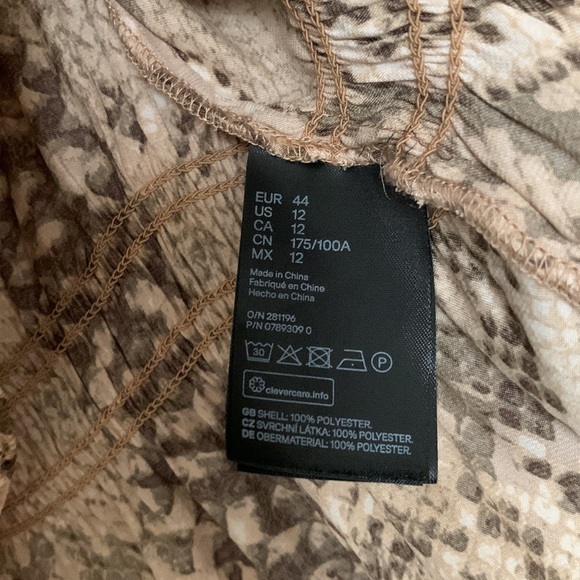 EUR 44
US 12
CA 12
CN 175/100A
MX 12
Made in China
Fabriqué en Chine
Hecho en China
O/N 281196
P/N 0789309 0
30 P
clevercare.info
GB SHELL: 100% POLYESTER.
CZ SVRCHNÍ LÁTKA: 100% POLYESTER.
DE OBERMATERIAL: 100% POLYESTER.